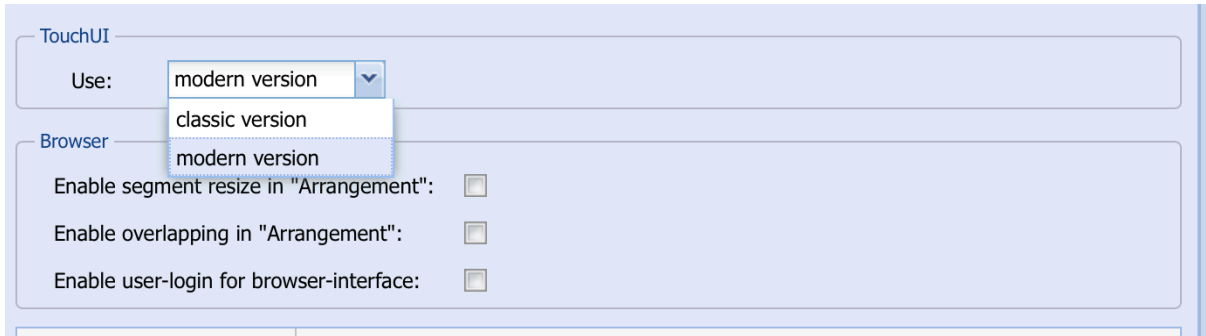 TouchUI
Use: modern version
classic version
modern version
Browser
Enable segment resize in "Arrangement":
Enable overlapping in "Arrangement":
Enable user-login for browser-interface: